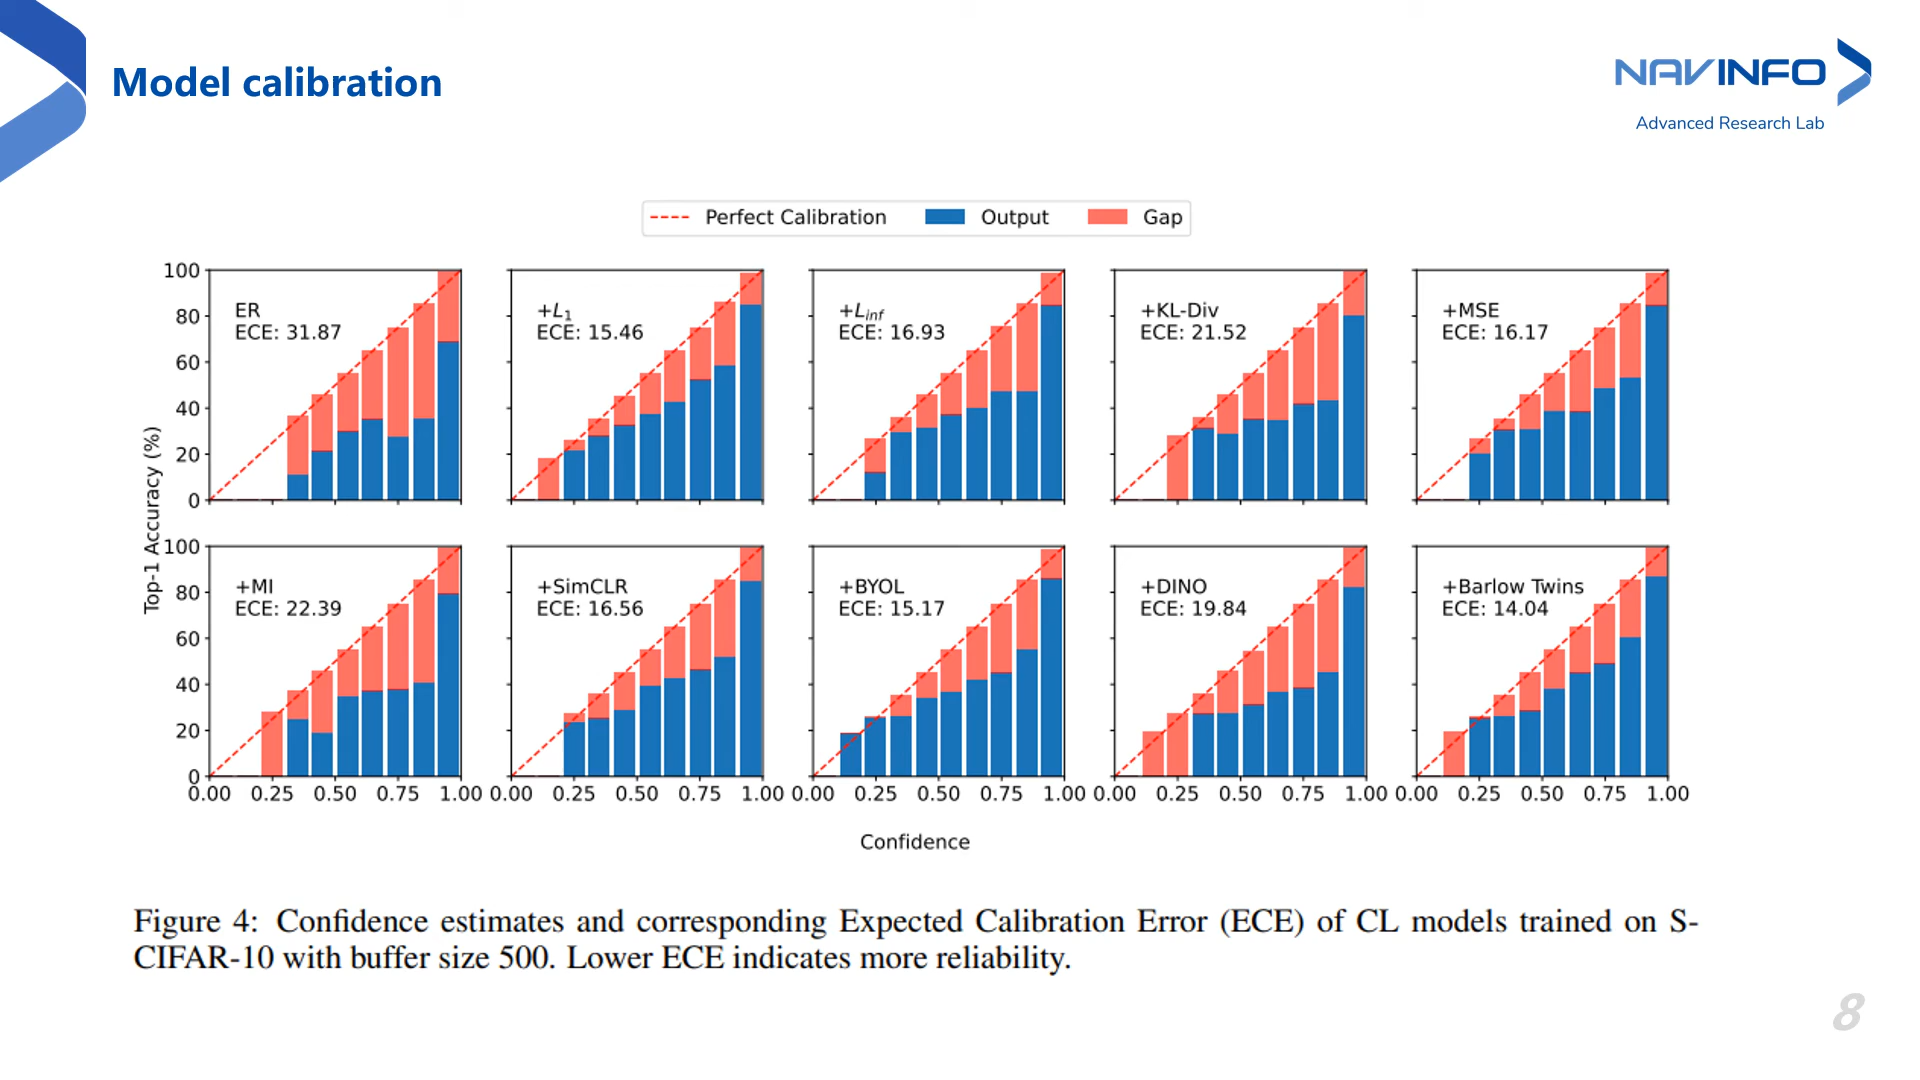 Model calibration
NAVINFO
Advanced Research Lab
Perfect Calibration Output Gap
Top-1 Accuracy (%)
100
80
60
40
20
0
ER
ECE: 31.87
+L1
ECE: 15.46
+Linf
ECE: 16.93
+KL-Div
ECE: 21.52
+MSE
ECE: 16.17
100
80
60
40
20
0
+MI
ECE: 22.39
+SimCLR
ECE: 16.56
+BYOL
ECE: 15.17
+DINO
ECE: 19.84
+Barlow Twins
ECE: 14.04
0.00 0.25 0.50 0.75 1.00 0.00 0.25 0.50 0.75 1.00 0.00 0.25 0.50 0.75 1.00 0.00 0.25 0.50 0.75 1.00 0.00 0.25 0.50 0.75 1.00
Confidence
Figure 4: Confidence estimates and corresponding Expected Calibration Error (ECE) of CL models trained on S-
CIFAR-10 with buffer size 500. Lower ECE indicates more reliability.
8